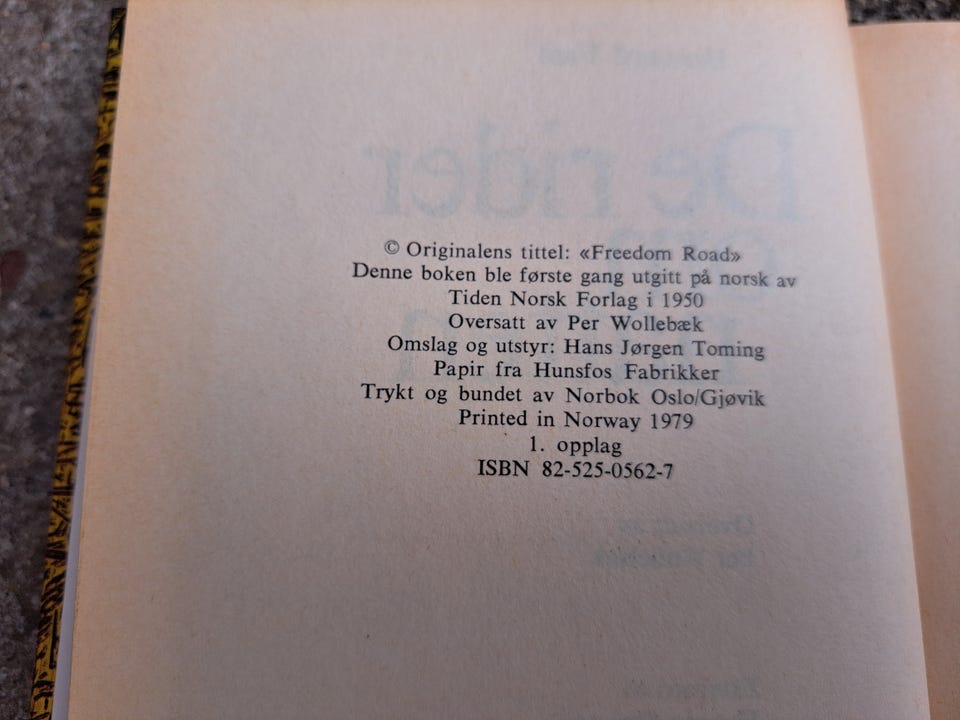 © Originalens tittel: «Freedom Road»
Denne boken ble første gang utgitt på norsk av
Tiden Norsk Forlag i 1950
Oversatt av Per Wollebæk
Omslag og utstyr: Hans Jørgen Toming
Papir fra Hunsfos Fabrikker
Trykt og bundet av Norbok Oslo/Gjøvik
Printed in Norway 1979
1. opplag
ISBN 82-525-0562-7
De rider